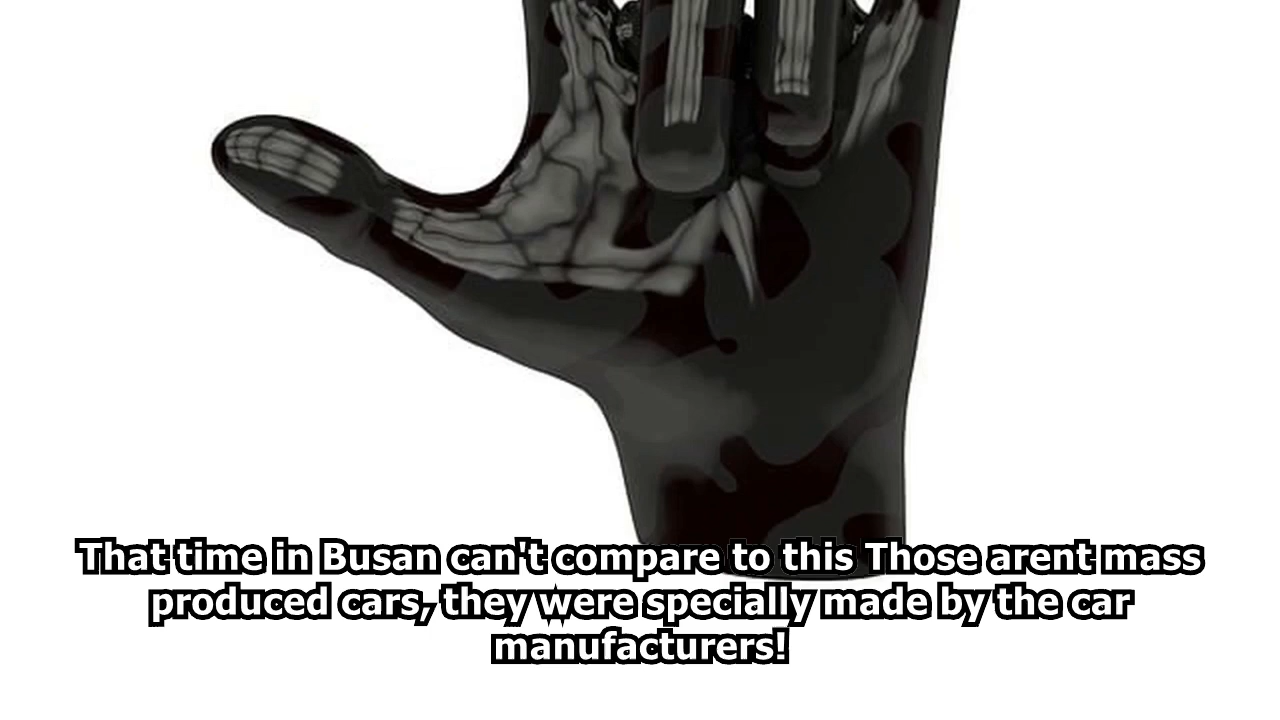 That time in Busan can't compare to this Those arent mass
produced cars, they were specially made by the car
manufacturers!